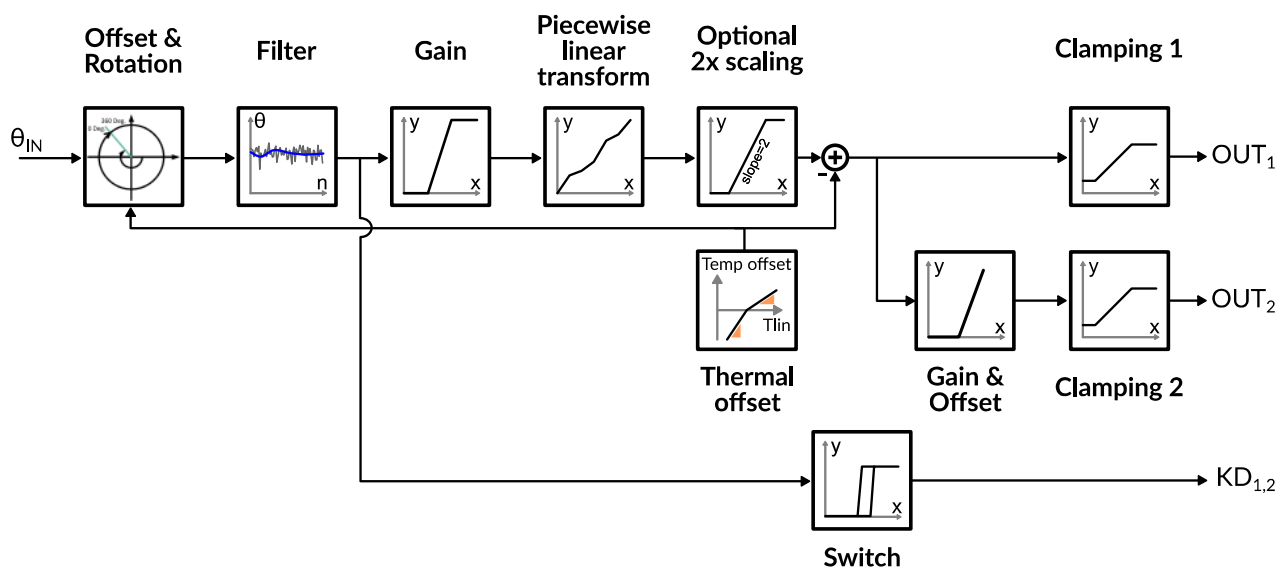 Offset &
Rotation
Filter
Gain
Piecewise
linear
transform
Optional
2x scaling
Clamping 1
θIN
360 Deg.
0 Deg.
θ
n
y
x
y
x
y
x
slope=2
+
-
y
x
OUT1
Temp offset
Tlin
Thermal
offset
y
x
Gain &
Offset
y
x
OUT2
Clamping 2
y
x
KD1,2
Switch